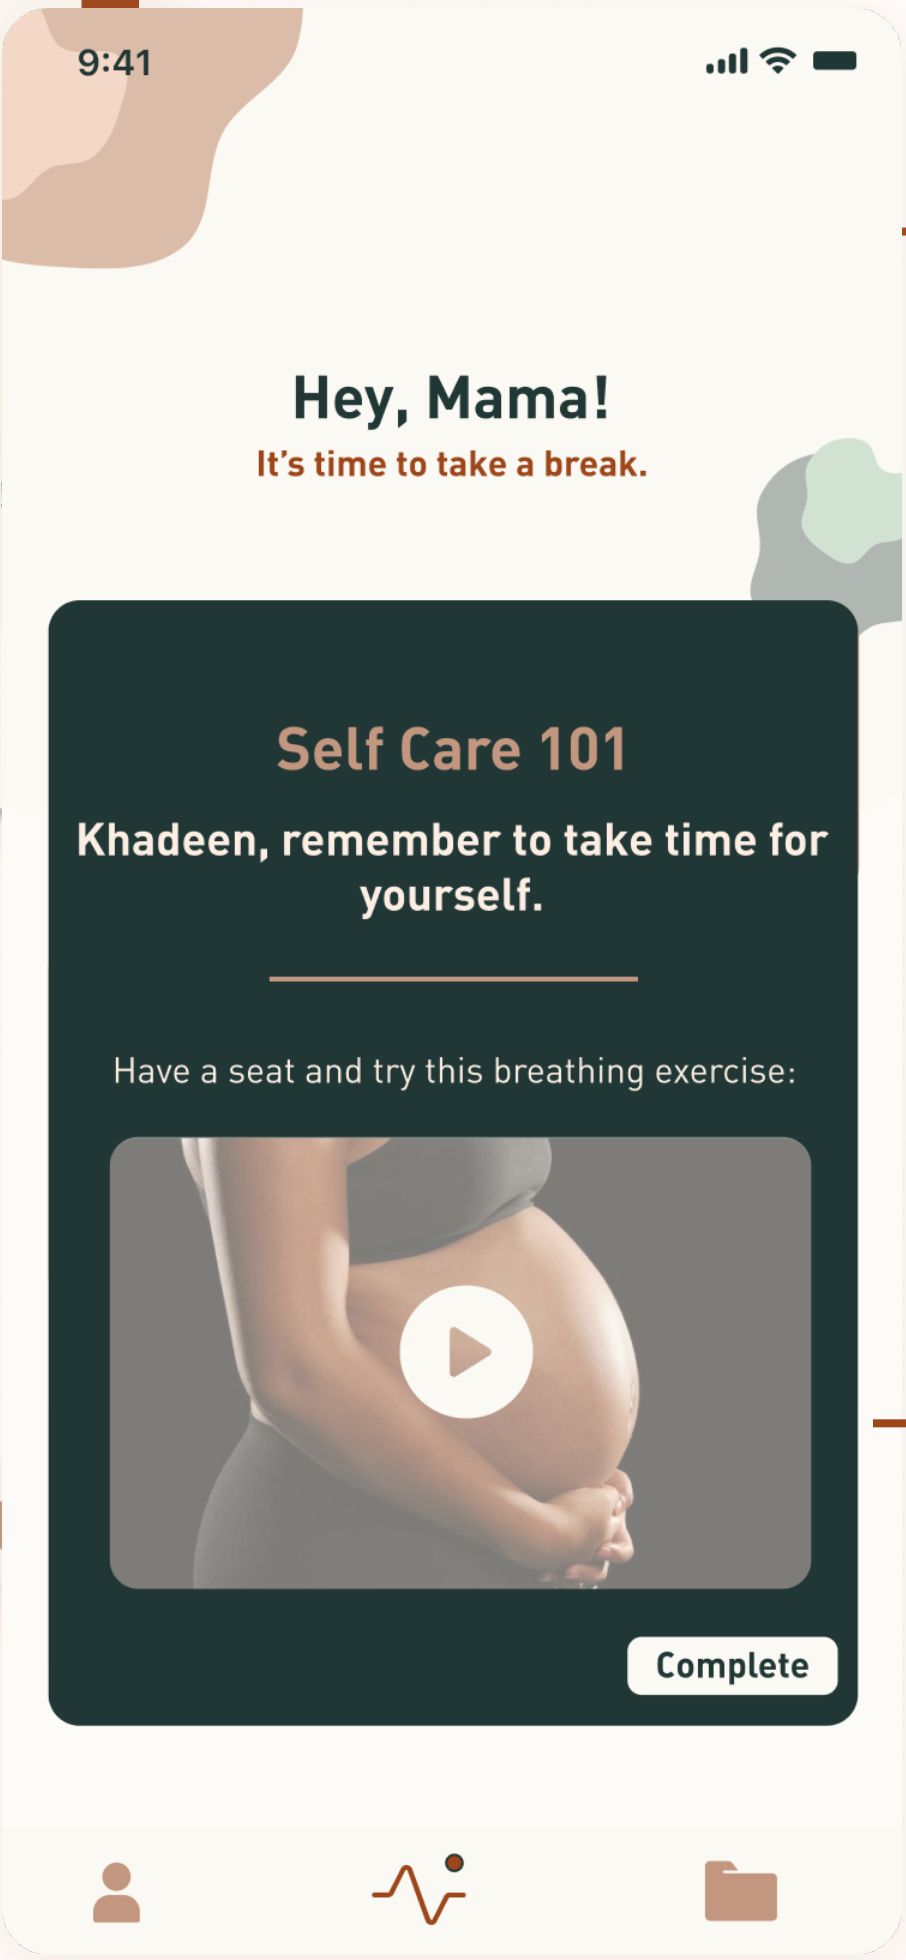 9:41
Hey, Mama!
It’s time to take a break.
Self Care 101
Khadeen, remember to take time for
yourself.
Have a seat and try this breathing exercise:
Complete